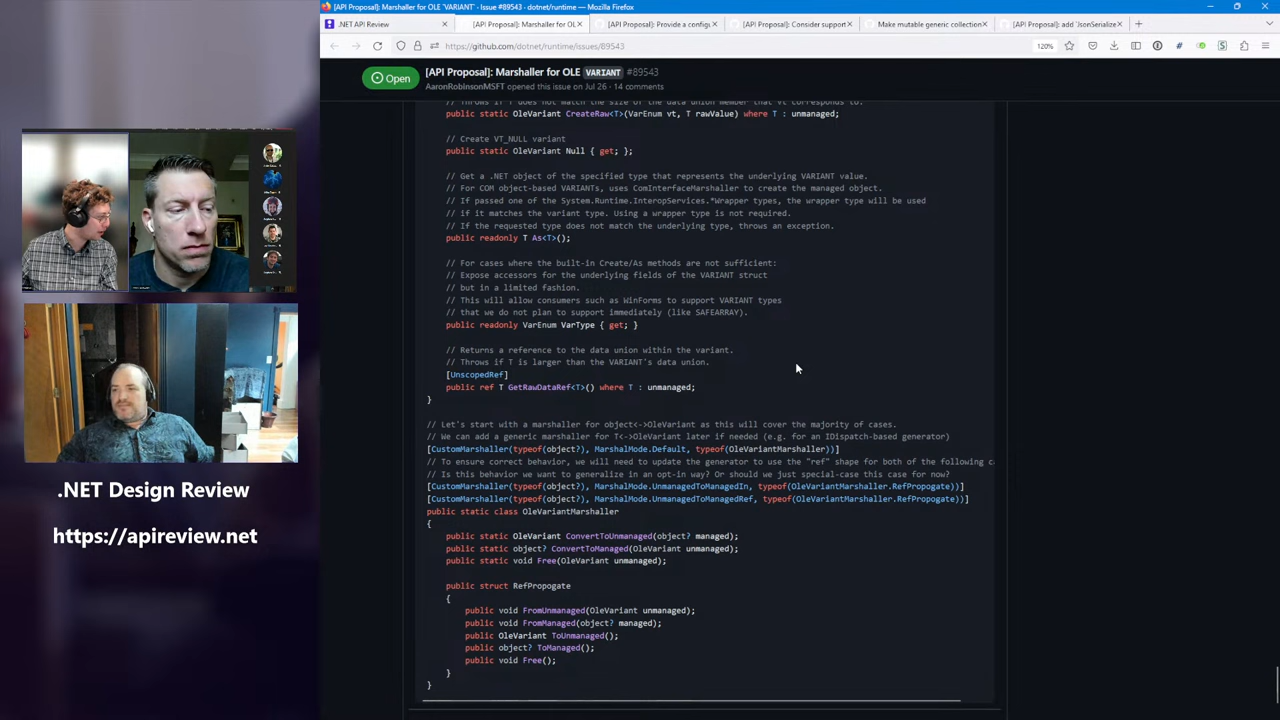 [API Proposal]: Marshaller for OLE 'VARIANT' · Issue #89543 · dotnet/runtime — Mozilla Firefox
.NET API Review
[API Proposal]: Marshaller for OL
[API Proposal]: Provide a config
[API Proposal]: Consider support
Make mutable generic collection
[API Proposal]: add 'JsonSerialize
https://github.com/dotnet/runtime/issues/89543
120%
Open
[API Proposal]: Marshaller for OLE VARIANT #89543
AaronRobinsonMSFT opened this issue on Jul 26 · 14 comments
// Throws if T does not match the size of the data union member that vt corresponds to.
public static OleVariant CreateRaw<T>(VarEnum vt, T rawValue) where T : unmanaged;
// Create VT_NULL variant
public static OleVariant Null { get; };
// Get a .NET object of the specified type that represents the underlying VARIANT value.
// For COM object-based VARIANTs, uses ComInterfaceMarshaller to create the managed object.
// If passed one of the System.Runtime.InteropServices.*Wrapper types, the wrapper type will be used
// if it matches the variant type. Using a wrapper type is not required.
// If the requested type does not match the underlying type, throws an exception.
public readonly T As<T>();
// For cases where the built-in Create/As methods are not sufficient:
// Expose accessors for the underlying fields of the VARIANT struct
// but in a limited fashion.
// This will allow consumers such as WinForms to support VARIANT types
// that we do not plan to support immediately (like SAFEARRAY).
public readonly VarEnum VarType { get; }
// Returns a reference to the data union within the variant.
// Throws if T is larger than the VARIANT's data union.
[UnscopedRef]
public ref T GetRawDataRef<T>() where T : unmanaged;
}
// Let's start with a marshaller for object<->OleVariant as this will cover the majority of cases.
// We can add a generic marshaller for T<->OleVariant later if needed (e.g. for an IDispatch-based generator)
[CustomMarshaller(typeof(object?), MarshalMode.Default, typeof(OleVariantMarshaller))]
// To ensure correct behavior, we will need to update the generator to use the "ref" shape for both of the following c
// Is this behavior we want to generalize in an opt-in way? Or should we just special-case this case for now?
[CustomMarshaller(typeof(object?), MarshalMode.UnmanagedToManagedIn, typeof(OleVariantMarshaller.RefPropogate))]
[CustomMarshaller(typeof(object?), MarshalMode.UnmanagedToManagedRef, typeof(OleVariantMarshaller.RefPropogate))]
public static class OleVariantMarshaller
{
public static OleVariant ConvertToUnmanaged(object? managed);
public static object? ConvertToManaged(OleVariant unmanaged);
public static void Free(OleVariant unmanaged);
public struct RefPropogate
{
public void FromUnmanaged(OleVariant unmanaged);
public void FromManaged(object? managed);
public OleVariant ToUnmanaged();
public object? ToManaged();
public void Free();
}
}
.NET Design Review
https://apireview.net